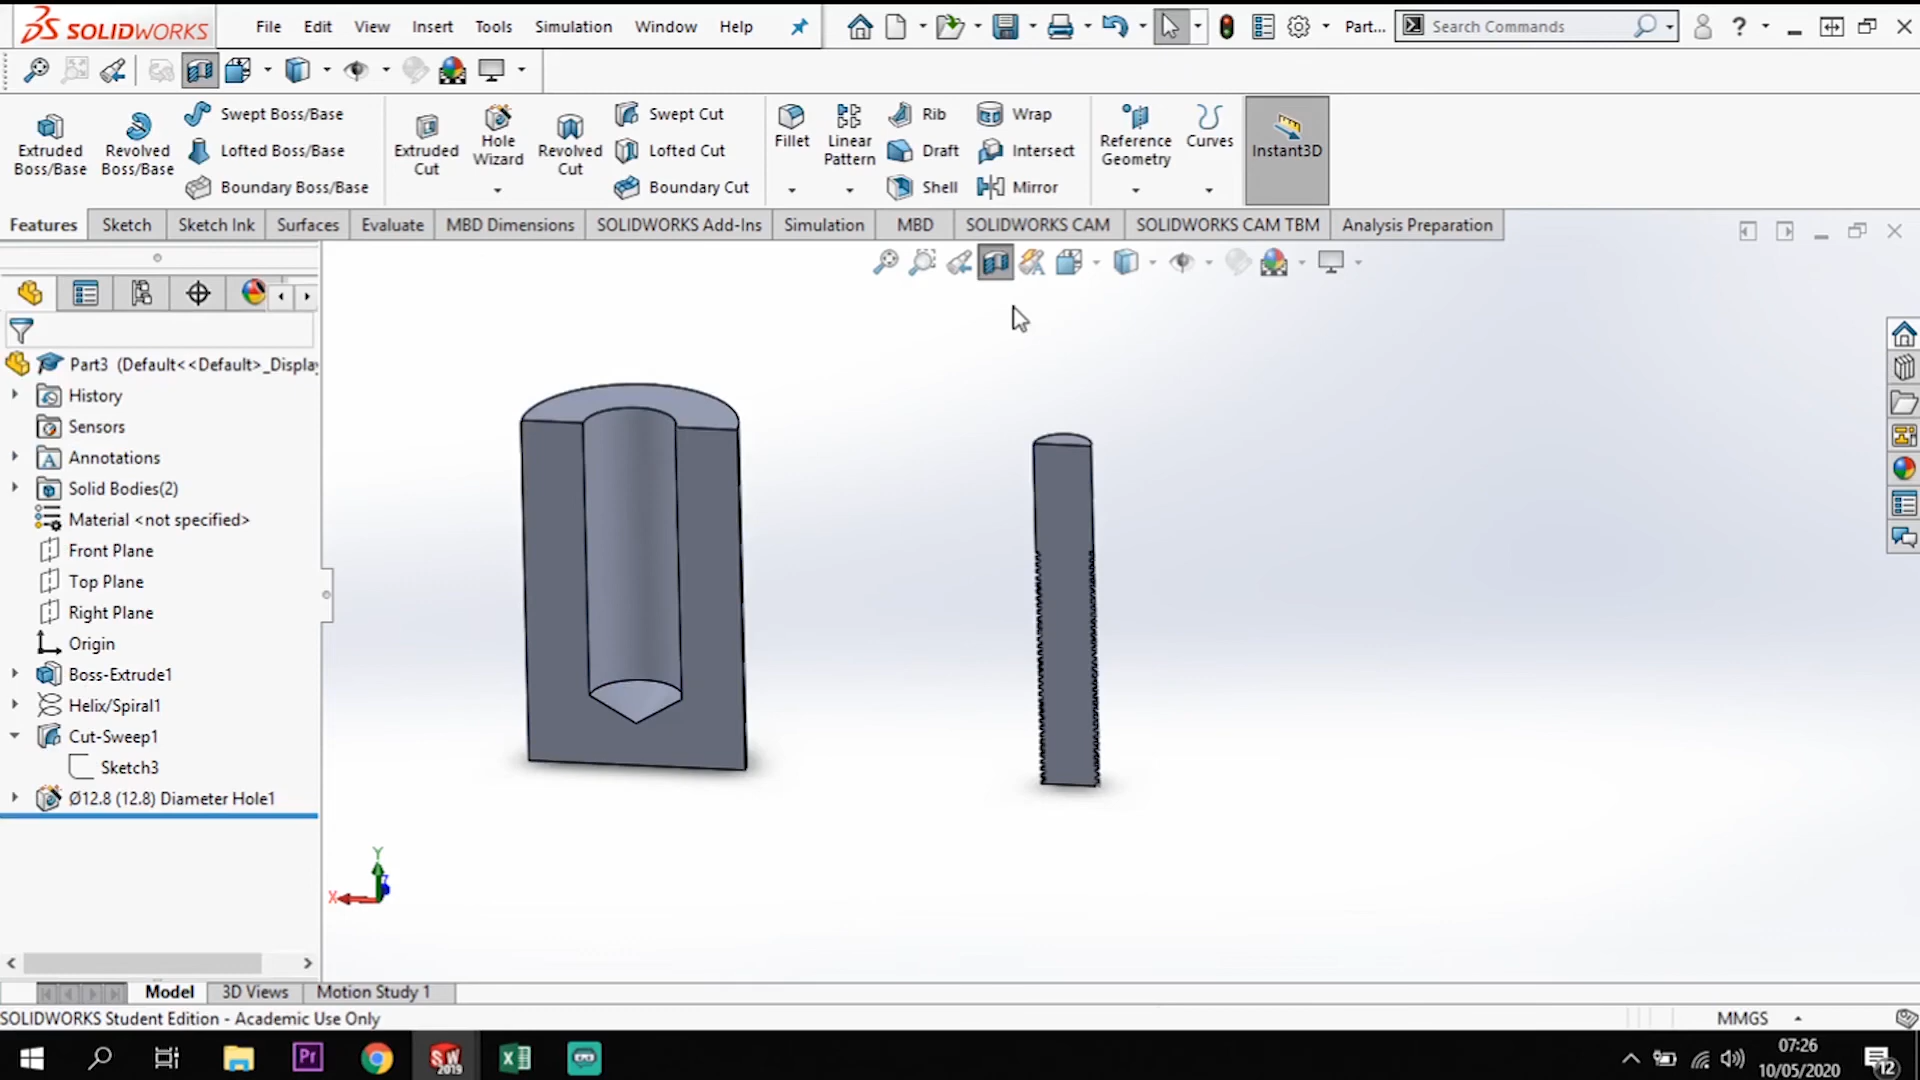 SOLIDWORKS File Edit View Insert Tools Simulation Window Help Part... Search Commands ?
Extruded Boss/Base
Revolved Boss/Base
Swept Boss/Base
Lofted Boss/Base
Boundary Boss/Base
Extruded Cut
Hole Wizard
Revolved Cut
Swept Cut
Lofted Cut
Boundary Cut
Fillet
Linear Pattern
Rib
Draft
Shell
Wrap
Intersect
Mirror
Reference Geometry
Curves
Instant3D
Features Sketch Sketch Ink Surfaces Evaluate MBD Dimensions SOLIDWORKS Add-Ins Simulation MBD SOLIDWORKS CAM SOLIDWORKS CAM TBM Analysis Preparation
Part3 (Default<<Default>_Displa
History
Sensors
Annotations
Solid Bodies(2)
Material <not specified>
Front Plane
Top Plane
Right Plane
Origin
Boss-Extrude1
Helix/Spiral1
Cut-Sweep1
Sketch3
Ø12.8 (12.8) Diameter Hole1
Y
X
Z
Model 3D Views Motion Study 1
SOLIDWORKS Student Edition - Academic Use Only MMGS
Pr
SW 2019
07:26
10/05/2020
12